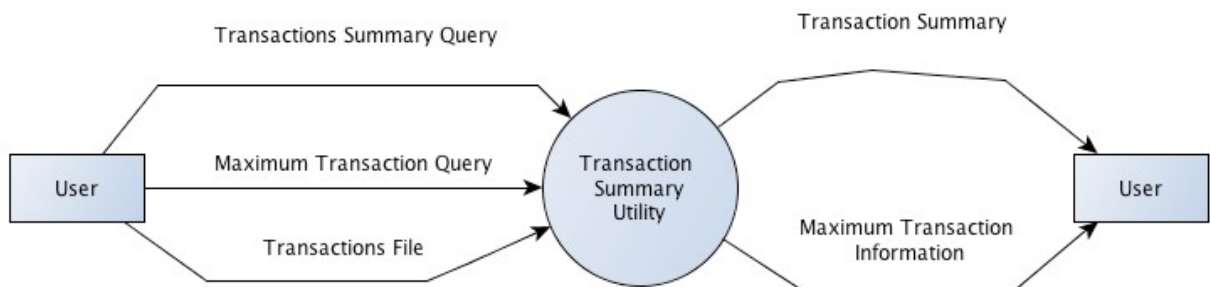 Transactions Summary Query
Transaction Summary
Maximum Transaction Query
User
Transaction
Summary
Utility
User
Transactions File
Maximum Transaction
Information